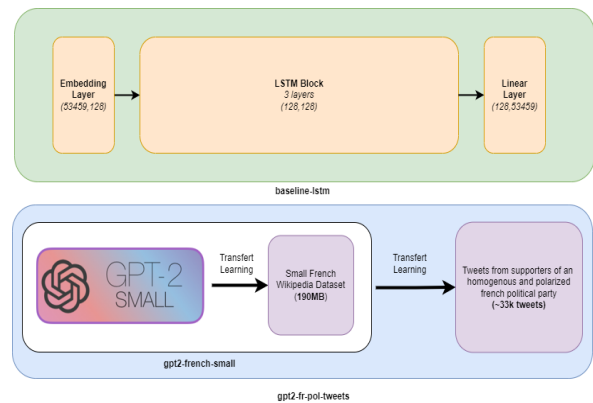 Embedding
Layer
(53459,128)
LSTM Block
3 layers
(128,128)
Linear
Layer
(128,53459)
baseline-lstm
GPT-2
SMALL
Transfert
Learning
Small French
Wikipedia Dataset
(190MB)
Transfert
Learning
Tweets from supporters of an
homogenous and polarized
french political party
(~33k tweets)
gpt2-french-small
gpt2-fr-pol-tweets